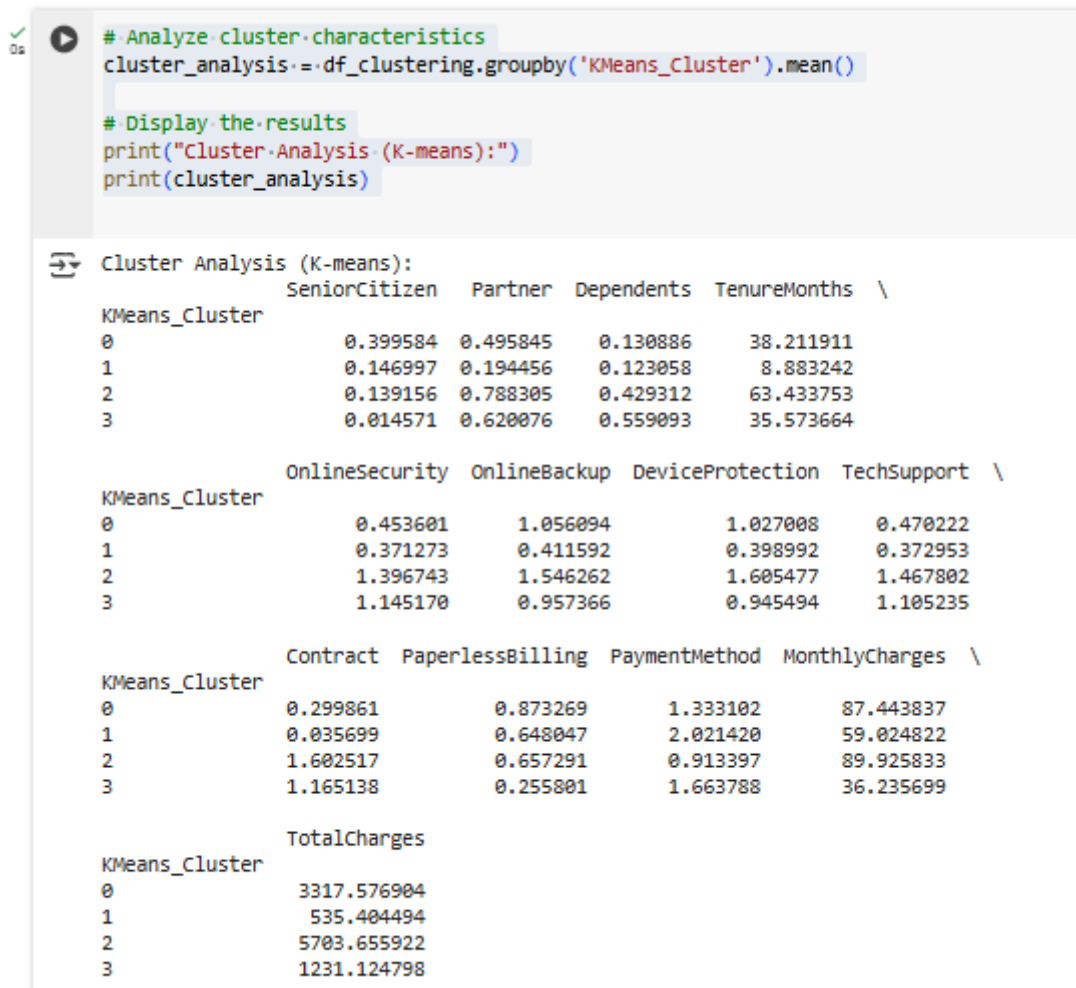 0s
# Analyze cluster characteristics
cluster_analysis = df_clustering.groupby('KMeans_Cluster').mean()
# Display the results
print("Cluster Analysis (K-means):")
print(cluster_analysis)
Cluster Analysis (K-means):
SeniorCitizen Partner Dependents TenureMonths \
KMeans_Cluster
0 0.399584 0.495845 0.130886 38.211911
1 0.146997 0.194456 0.123058 8.883242
2 0.139156 0.788305 0.429312 63.433753
3 0.014571 0.620076 0.559093 35.573664
OnlineSecurity OnlineBackup DeviceProtection TechSupport \
KMeans_Cluster
0 0.453601 1.056094 1.027008 0.470222
1 0.371273 0.411592 0.398992 0.372953
2 1.396743 1.546262 1.605477 1.467802
3 1.145170 0.957366 0.945494 1.105235
Contract PaperlessBilling PaymentMethod MonthlyCharges \
KMeans_Cluster
0 0.299861 0.873269 1.333102 87.443837
1 0.035699 0.648047 2.021420 59.024822
2 1.602517 0.657291 0.913397 89.925833
3 1.165138 0.255801 1.663788 36.235699
TotalCharges
KMeans_Cluster
0 3317.576904
1 535.404494
2 5703.655922
3 1231.124798